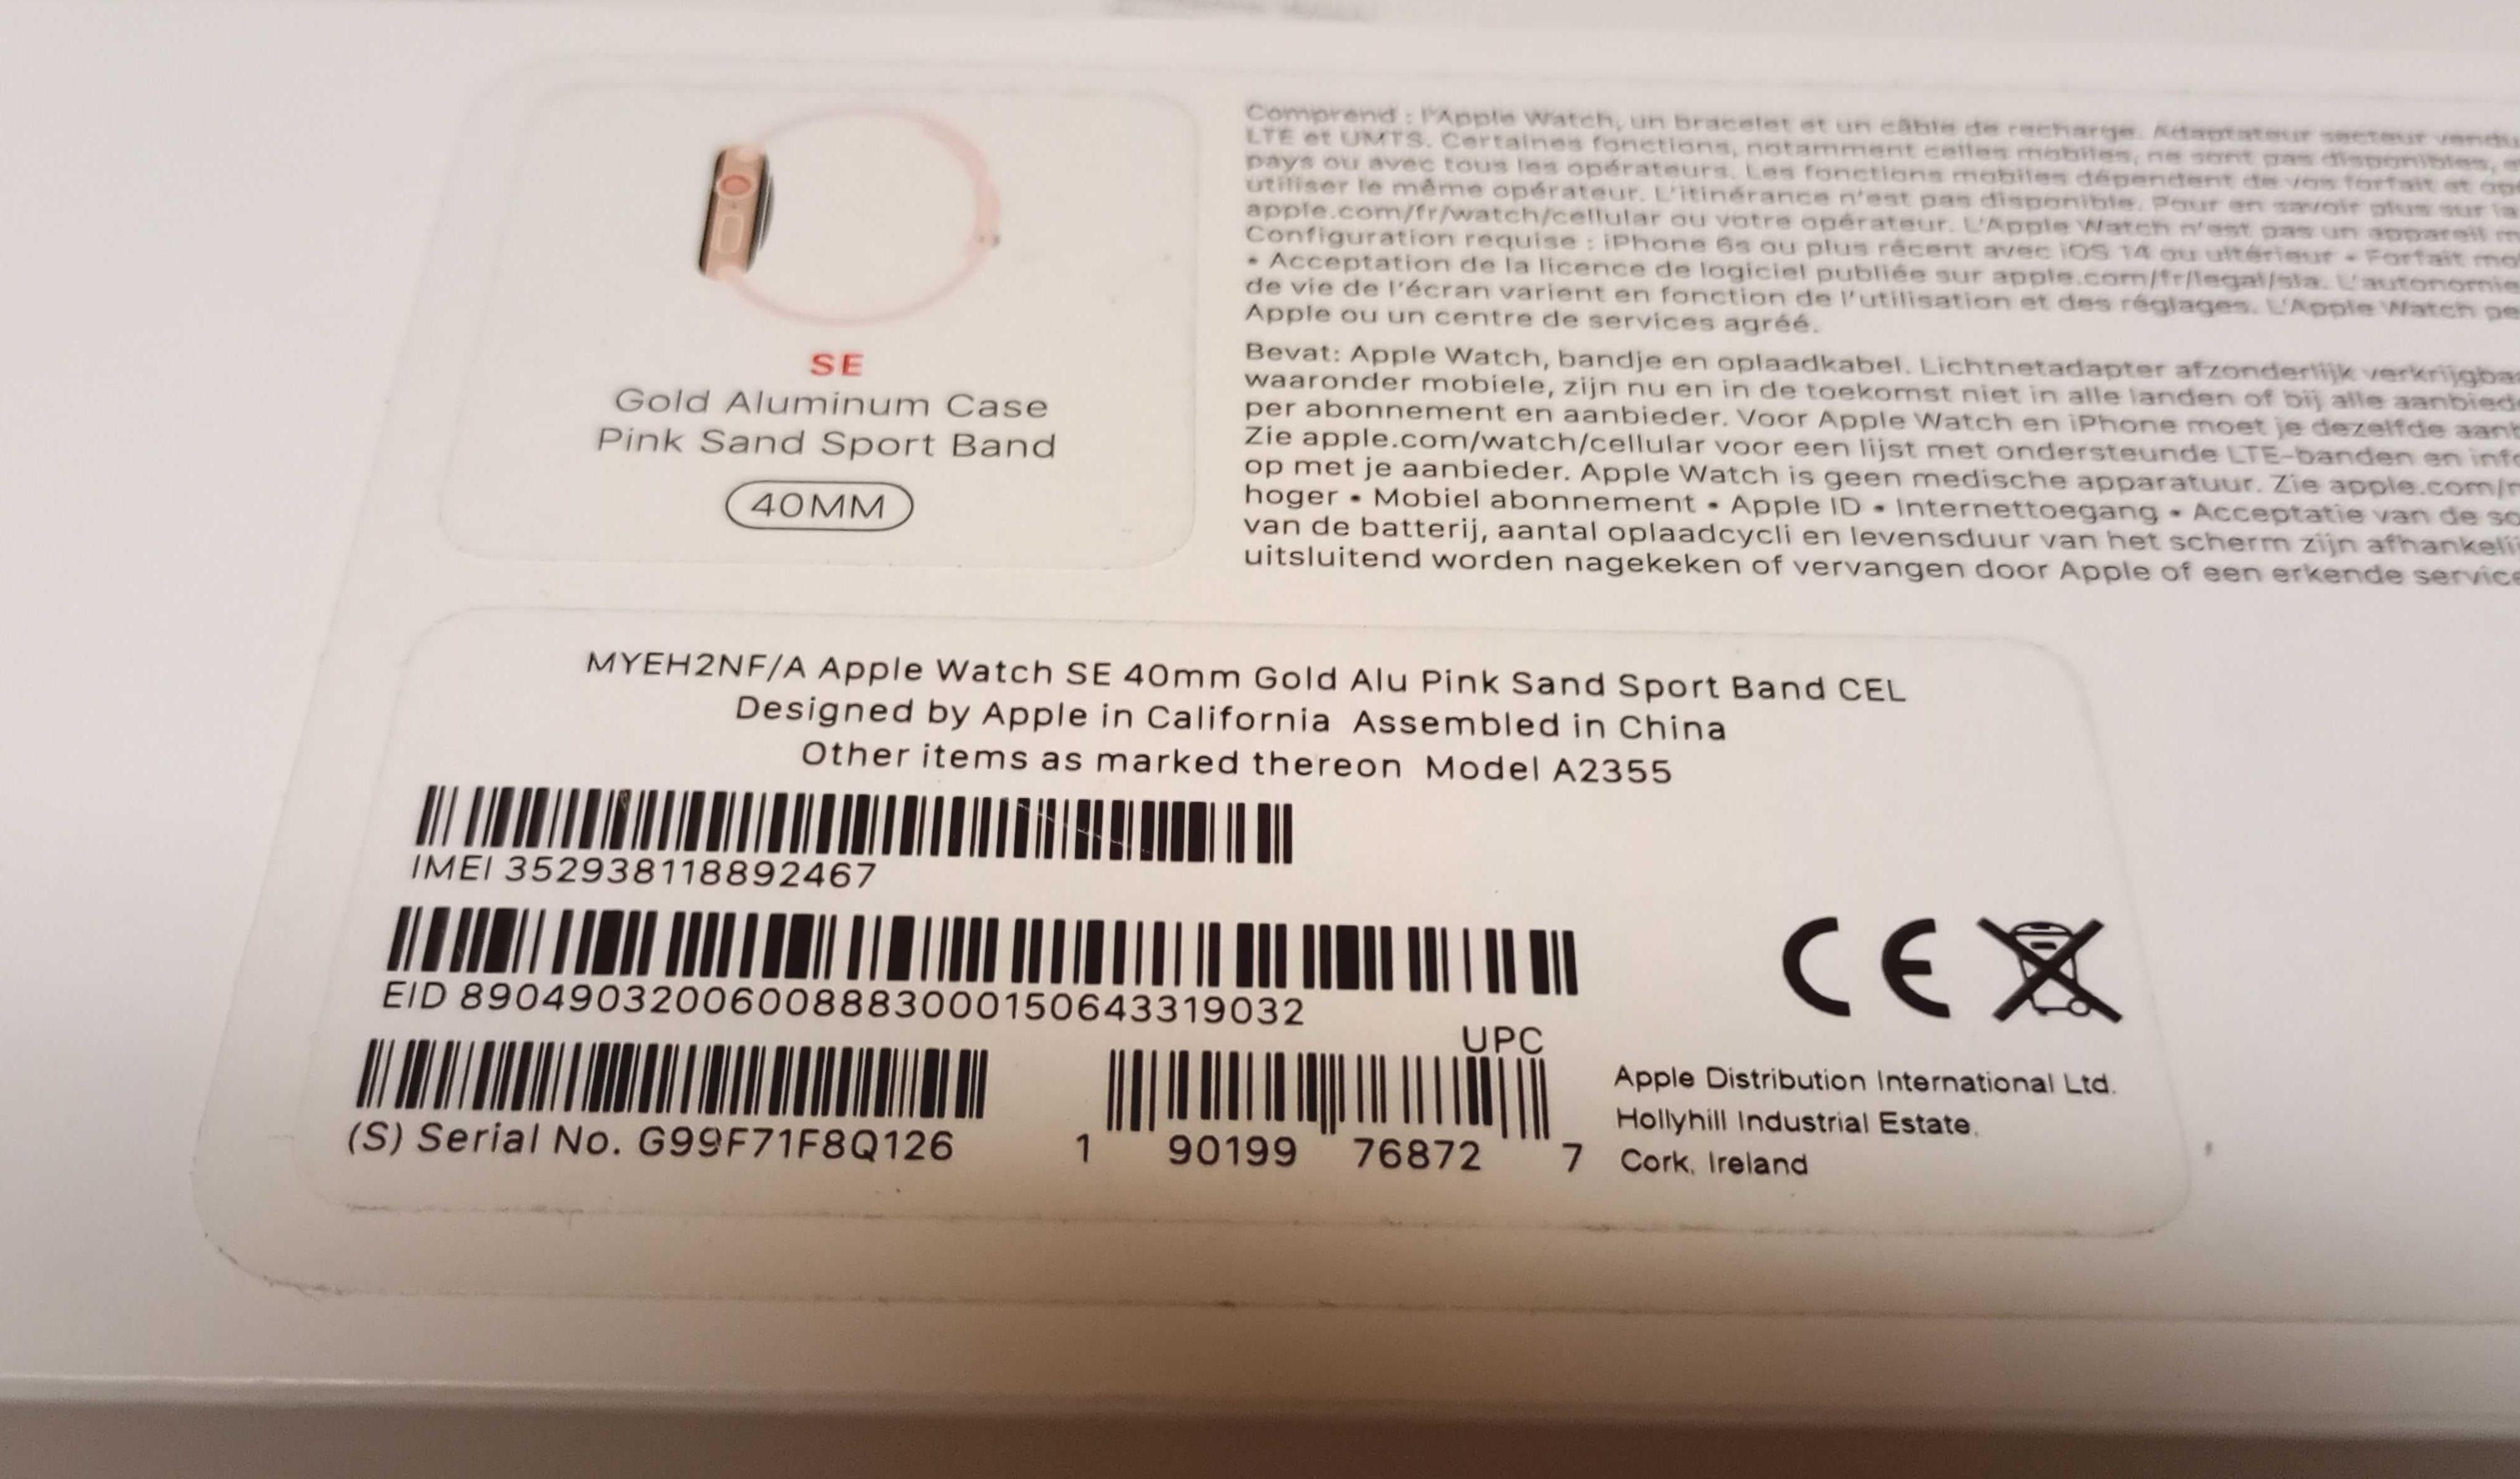 SE
Gold Aluminum Case
Pink Sand Sport Band
40MM
Comprend : l'Apple Watch, un bracelet et un câble de recharge. Adaptateur secteur vendu
LTE et UMTS. Certaines fonctions, notamment celles mobiles, ne sont pas disponibles,
pays ou avec tous les opérateurs. Les fonctions mobiles dépendent de vos forfait et
utiliser le même opérateur. L'itinérance n'est pas disponible. Pour en savoir plus sur
apple.com/fr/watch/cellular ou votre opérateur. L'Apple Watch n'est pas un appareil
Configuration requise : iPhone 6s ou plus récent avec iOS 14 ou ultérieur • Forfait
• Acceptation de la licence de logiciel publiée sur apple.com/fr/legal/sla. L'autonomie
de vie de l'écran varient en fonction de l'utilisation et des réglages. L'Apple Watch
Apple ou un centre de services agréé.
Bevat: Apple Watch, bandje en oplaadkabel. Lichtnetadapter afzonderlijk
waaronder mobiele, zijn nu en in de toekomst niet in alle landen of bij alle
per abonnement en aanbieder. Voor Apple Watch en iPhone moet je dezelfde
Zie apple.com/watch/cellular voor een lijst met ondersteunde LTE-banden en
op met je aanbieder. Apple Watch is geen medische apparatuur. Zie
hoger • Mobiel abonnement • Apple ID • Internettoegang • Acceptatie van de
van de batterij, aantal oplaadcycli en levensduur van het scherm zijn
uitsluitend worden nagekeken of vervangen door Apple of een erkende
MYEH2NF/A Apple Watch SE 40mm Gold Alu Pink Sand Sport Band CEL
Designed by Apple in California Assembled in China
Other items as marked thereon Model A2355
IMEI 352938118892467
EID 89049032006008883000150643319032
UPC
(S) Serial No. G99F71F8Q126
1 90199 76872 7
CE
Apple Distribution International Ltd.
Hollyhill Industrial Estate,
Cork, Ireland